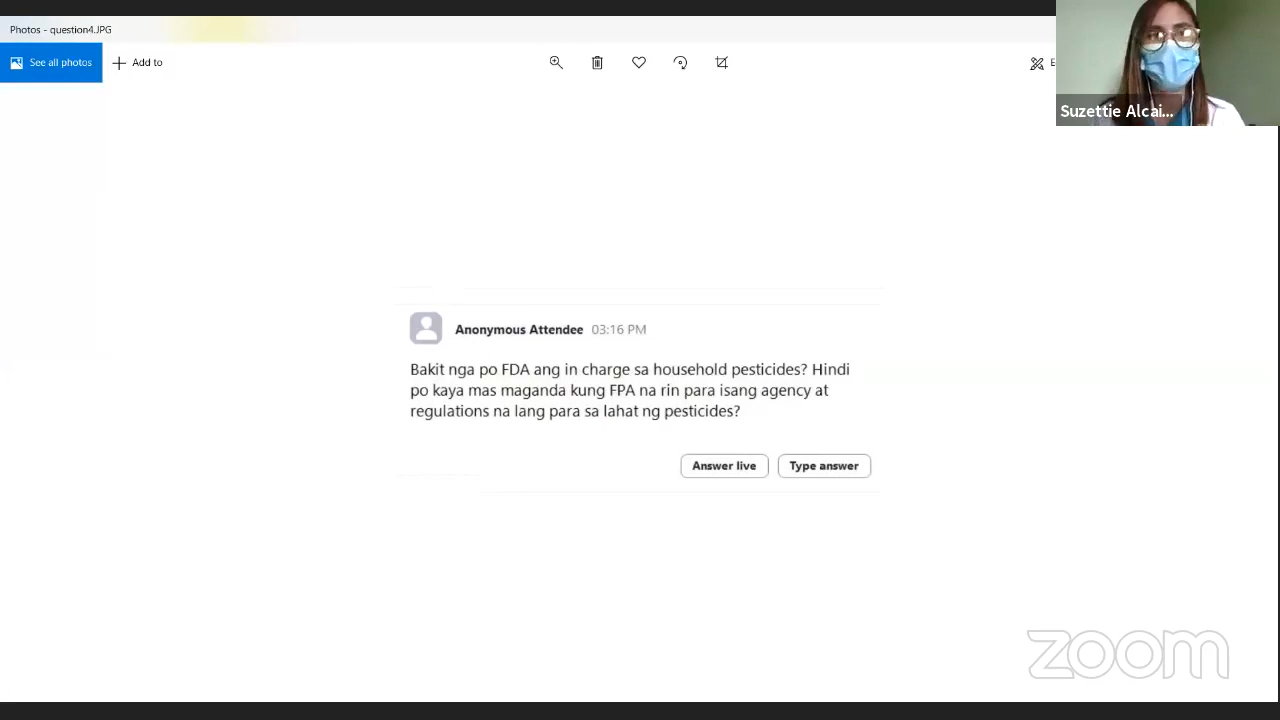 Photos - question4.JPG
See all photos
Add to
Suzettie Alcai...
Anonymous Attendee 03:16 PM
Bakit nga po FDA ang in charge sa household pesticides? Hindi
po kaya mas maganda kung FPA na rin para isang agency at
regulations na lang para sa lahat ng pesticides?
Answer live
Type answer
zoom